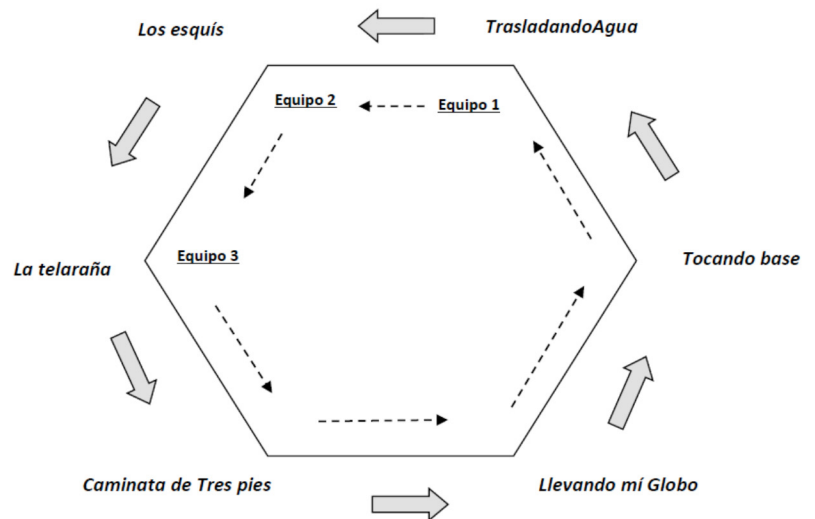 Los esquís
TrasladandoAgua
Equipo 2
Equipo 1
La telaraña
Equipo 3
Tocando base
Caminata de Tres pies
Llevando mí Globo